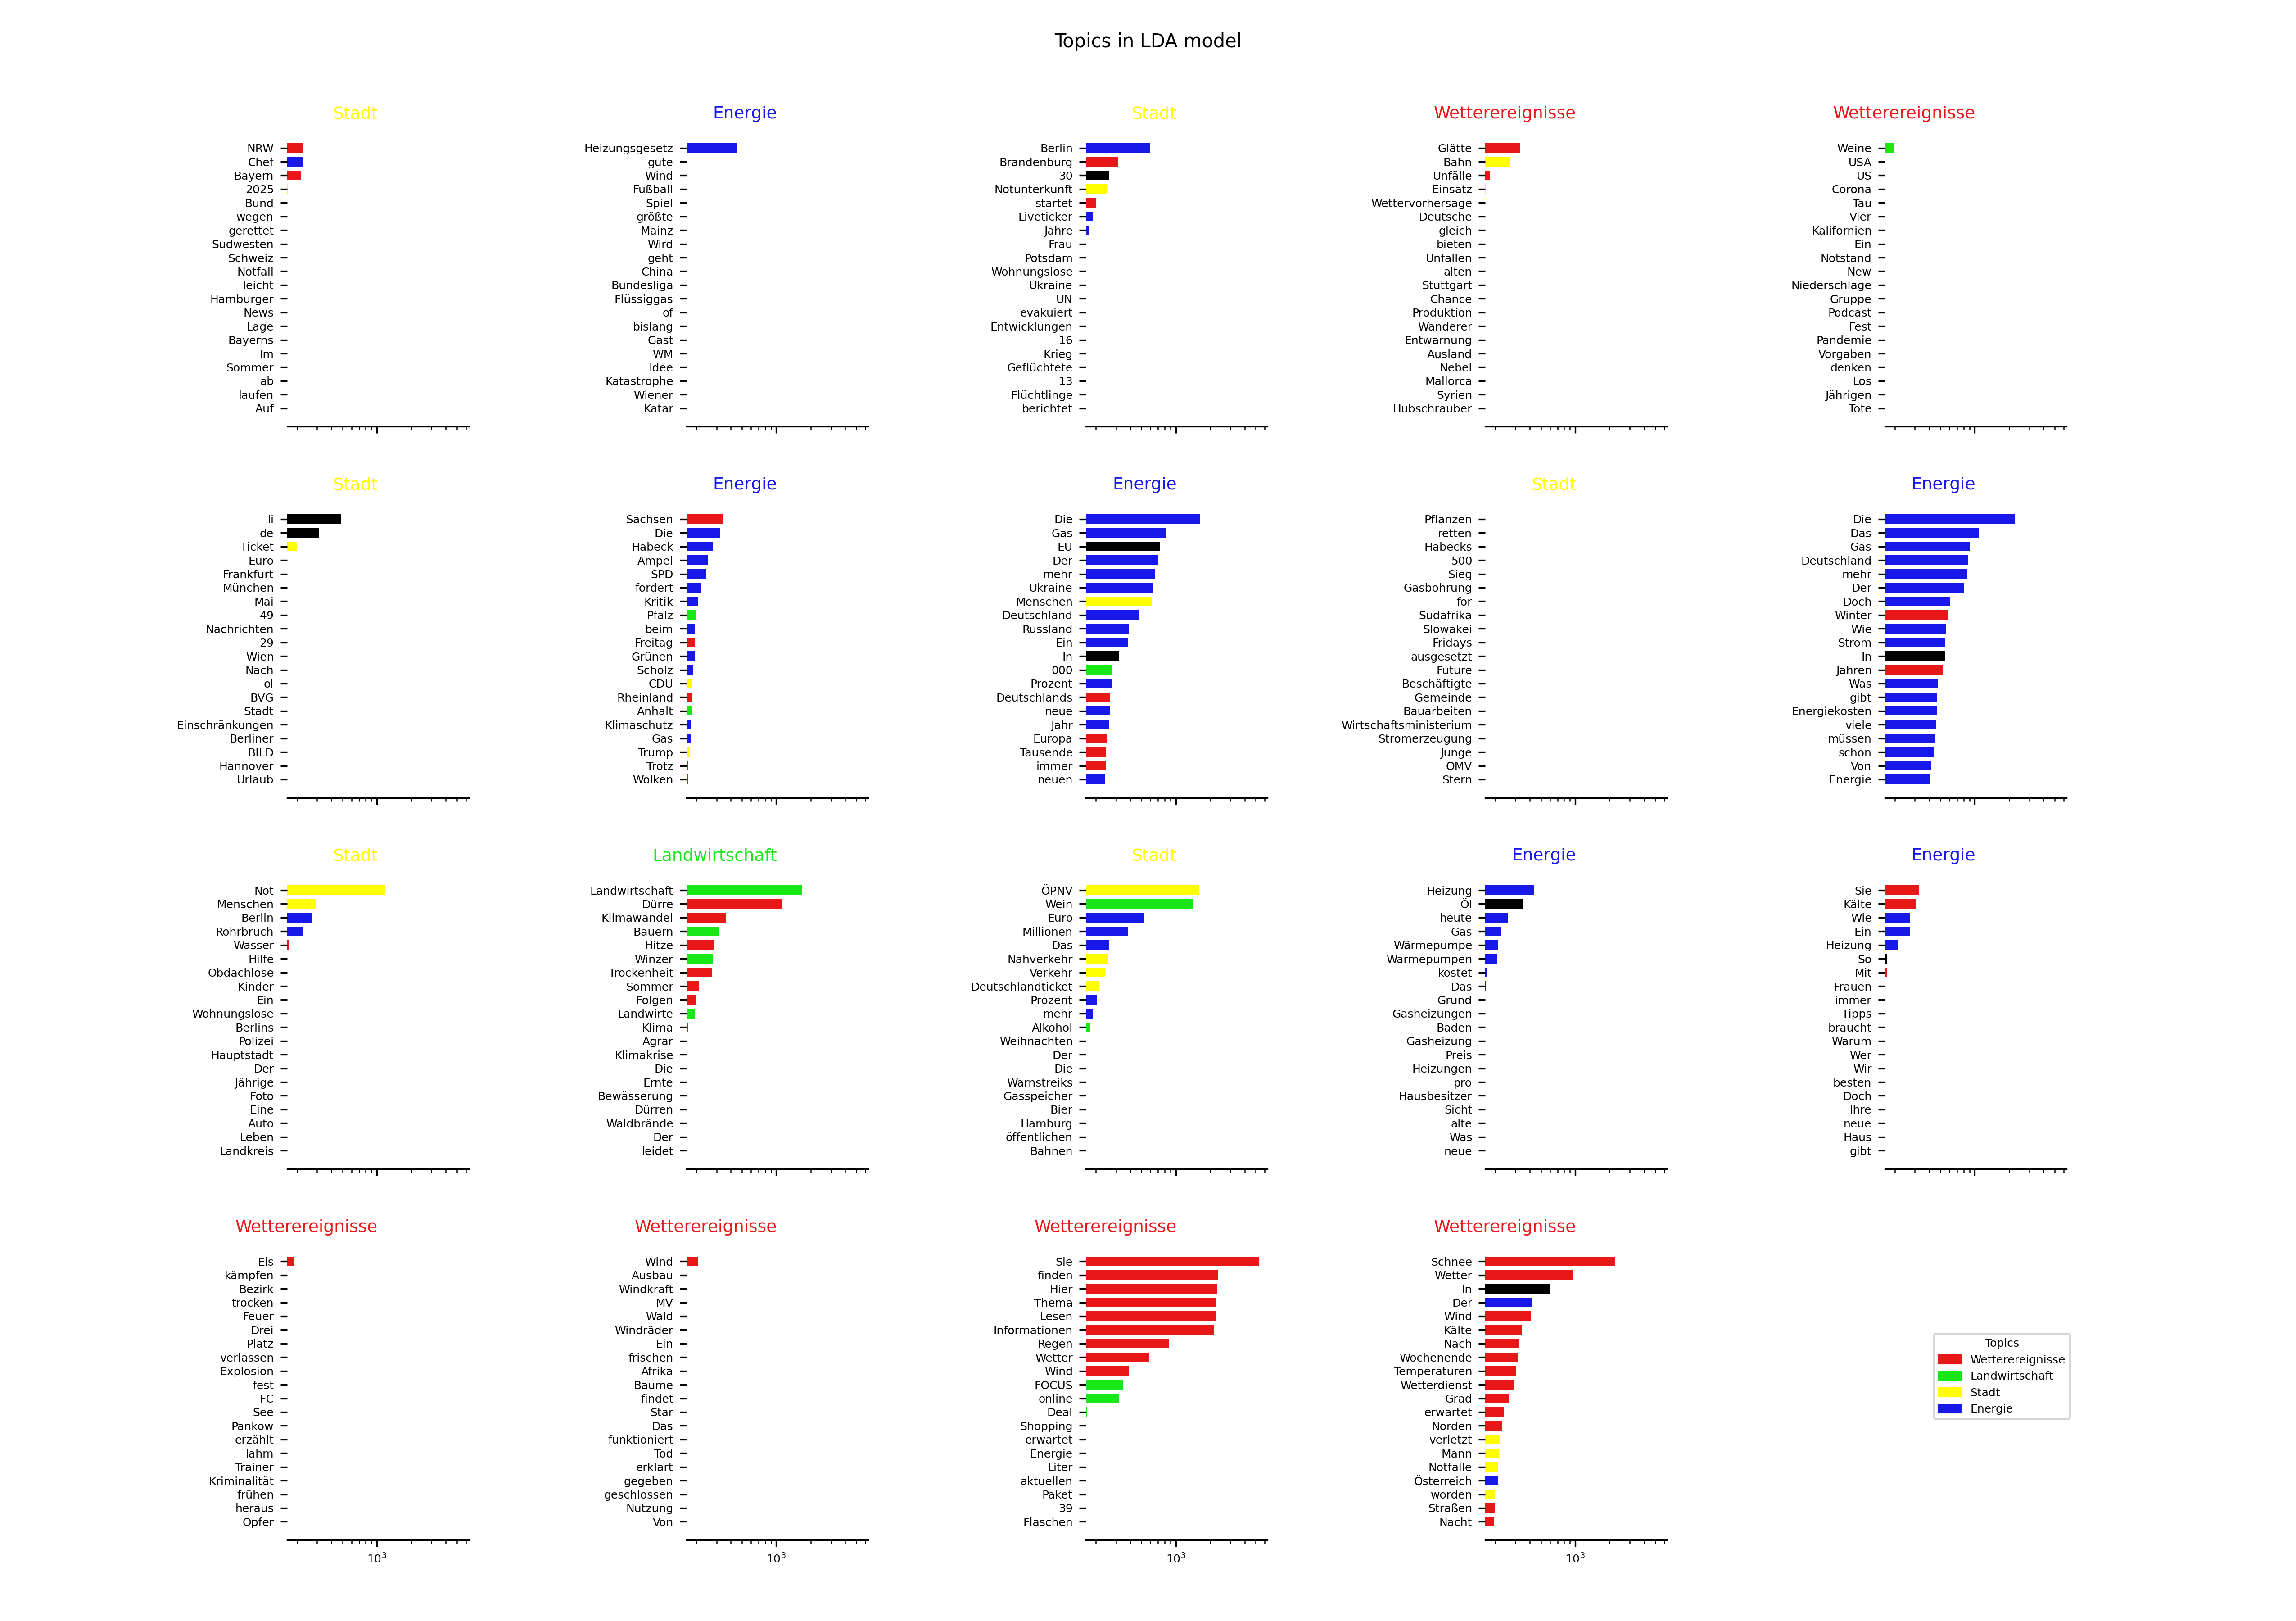 Topics in LDA model
Stadt
NRW
Chef
Bayern
2025
Bund
wegen
gerettet
Südwesten
Schweiz
Notfall
leicht
Hamburger
News
Lage
Bayerns
Im
Sommer
ab
laufen
Auf
Energie
Heizungsgesetz
gute
Wind
Fußball
Spiel
größte
Mainz
Wird
geht
China
Bundesliga
Flüssiggas
of
bislang
Gast
WM
Idee
Katastrophe
Wiener
Katar
Stadt
Berlin
Brandenburg
30
Notunterkunft
startet
Liveticker
Jahre
Frau
Potsdam
Wohnungslose
Ukraine
UN
evakuiert
Entwicklungen
16
Krieg
Geflüchtete
13
Flüchtlinge
berichtet
Wetterereignisse
Glätte
Bahn
Unfälle
Einsatz
Wettervorhersage
Deutsche
gleich
bieten
Unfällen
alten
Stuttgart
Chance
Produktion
Wanderer
Entwarnung
Ausland
Nebel
Mallorca
Syrien
Hubschrauber
Wetterereignisse
Weine
USA
US
Corona
Tau
Vier
Kalifornien
Ein
Notstand
New
Niederschläge
Gruppe
Podcast
Fest
Pandemie
Vorgaben
denken
Los
Jährigen
Tote
Stadt
li
de
Ticket
Euro
Frankfurt
München
Mai
49
Nachrichten
29
Wien
Nach
ol
BVG
Stadt
Einschränkungen
Berliner
BILD
Hannover
Urlaub
Energie
Sachsen
Die
Habeck
Ampel
SPD
fordert
Kritik
Pfalz
beim
Freitag
Grünen
Scholz
CDU
Rheinland
Anhalt
Klimaschutz
Gas
Trump
Trotz
Wolken
Energie
Die
Gas
EU
Der
mehr
Ukraine
Menschen
Deutschland
Russland
Ein
In
000
Prozent
Deutschlands
neue
Jahr
Europa
Tausende
immer
neuen
Stadt
Pflanzen
retten
Habecks
500
Sieg
Gasbohrung
for
Südafrika
Slowakei
Fridays
ausgesetzt
Future
Beschäftigte
Gemeinde
Bauarbeiten
Wirtschaftsministerium
Stromerzeugung
Junge
OMV
Stern
Energie
Die
Das
Gas
Deutschland
mehr
Der
Doch
Winter
Wie
Strom
In
Jahren
Was
gibt
Energiekosten
viele
müssen
schon
Von
Energie
Stadt
Not
Menschen
Berlin
Rohrbruch
Wasser
Hilfe
Obdachlose
Kinder
Ein
Wohnungslose
Berlins
Polizei
Hauptstadt
Der
Jährige
Foto
Eine
Auto
Leben
Landkreis
Landwirtschaft
Landwirtschaft
Dürre
Klimawandel
Bauern
Hitze
Winzer
Trockenheit
Sommer
Folgen
Landwirte
Klima
Agrar
Klimakrise
Die
Ernte
Bewässerung
Dürren
Waldbrände
Der
leidet
Stadt
ÖPNV
Wein
Euro
Millionen
Das
Nahverkehr
Verkehr
Deutschlandticket
Prozent
mehr
Alkohol
Weihnachten
Der
Die
Warnstreiks
Gasspeicher
Bier
Hamburg
öffentlichen
Bahnen
Energie
Heizung
Öl
heute
Gas
Wärmepumpe
Wärmepumpen
kostet
Das
Grund
Gasheizungen
Baden
Gasheizung
Preis
Heizungen
pro
Hausbesitzer
Sicht
alte
Was
neue
Energie
Sie
Kälte
Wie
Ein
Heizung
So
Mit
Frauen
immer
Tipps
braucht
Warum
Wer
Wir
besten
Doch
Ihre
neue
Haus
gibt
Wetterereignisse
Eis
kämpfen
Bezirk
trocken
Feuer
Drei
Platz
verlassen
Explosion
fest
FC
See
Pankow
erzählt
lahm
Trainer
Kriminalität
frühen
heraus
Opfer
10³
Wetterereignisse
Wind
Ausbau
Windkraft
MV
Wald
Windräder
Ein
frischen
Afrika
Bäume
findet
Star
Das
funktioniert
Tod
erklärt
gegeben
geschlossen
Nutzung
Von
10³
Wetterereignisse
Sie
finden
Hier
Thema
Lesen
Informationen
Regen
Wetter
Wind
FOCUS
online
Deal
Shopping
erwartet
Energie
Liter
aktuellen
Paket
39
Flaschen
10³
Wetterereignisse
Schnee
Wetter
In
Der
Wind
Kälte
Nach
Wochenende
Temperaturen
Wetterdienst
Grad
erwartet
Norden
verletzt
Mann
Notfälle
Österreich
worden
Straßen
Nacht
10³
Topics
Wetterereignisse
Landwirtschaft
Stadt
Energie